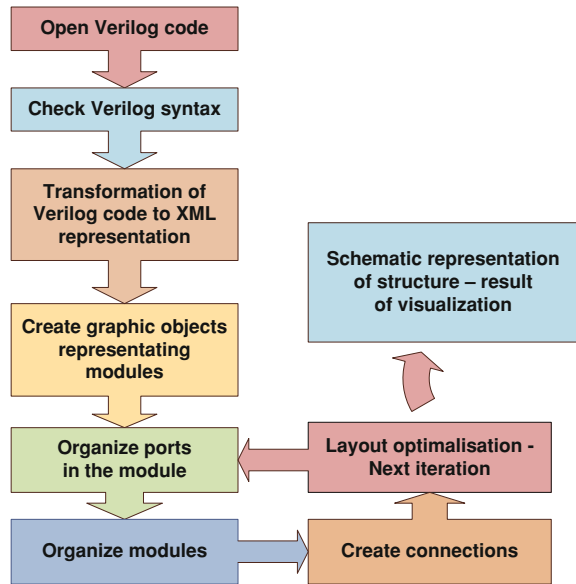 Open Verilog code
Check Verilog syntax
Transformation of
Verilog code to XML
representation
Create graphic objects
representating
modules
Organize ports
in the module
Organize modules
Create connections
Layout optimalisation -
Next iteration
Schematic representation
of structure – result
of visualization